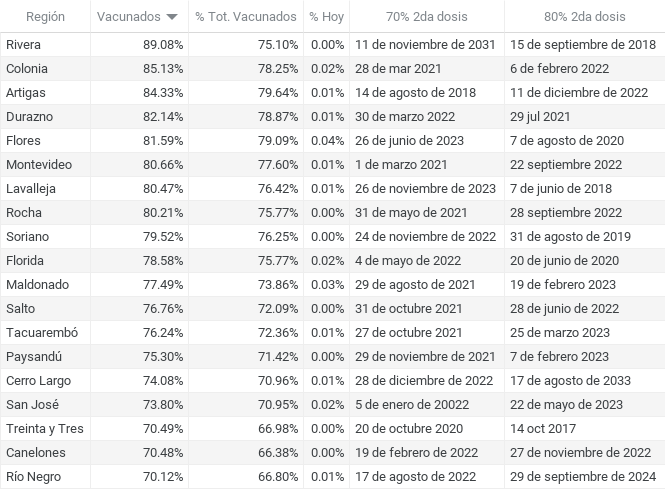 Región Vacunados % Tot. Vacunados % Hoy 70% 2da dosis 80% 2da dosis
Rivera 89.08% 75.10% 0.00% 11 de noviembre de 2031 15 de septiembre de 2018
Colonia 85.13% 78.25% 0.02% 28 de mar 2021 6 de febrero 2022
Artigas 84.33% 79.64% 0.01% 14 de agosto de 2018 11 de diciembre de 2022
Durazno 82.14% 78.87% 0.01% 30 de marzo 2022 29 jul 2021
Flores 81.59% 79.09% 0.04% 26 de junio de 2023 7 de agosto de 2020
Montevideo 80.66% 77.60% 0.01% 1 de marzo 2021 22 septiembre 2022
Lavalleja 80.47% 76.42% 0.01% 26 de noviembre de 2023 7 de junio de 2018
Rocha 80.21% 75.77% 0.00% 31 de mayo de 2021 28 septiembre 2022
Soriano 79.52% 76.25% 0.00% 24 de noviembre de 2022 31 de agosto de 2019
Florida 78.58% 75.77% 0.02% 4 de mayo de 2022 20 de junio de 2020
Maldonado 77.49% 73.86% 0.03% 29 de agosto de 2021 19 de febrero 2023
Salto 76.76% 72.09% 0.00% 31 de octubre 2021 28 de junio de 2022
Tacuarembó 76.24% 72.36% 0.01% 27 de octubre 2021 25 de marzo 2023
Paysandú 75.30% 71.42% 0.00% 29 de noviembre de 2021 7 de febrero 2023
Cerro Largo 74.08% 70.96% 0.01% 28 de diciembre de 2022 17 de agosto de 2033
San José 73.80% 70.95% 0.02% 5 de enero de 20022 22 de mayo de 2023
Treinta y Tres 70.49% 66.98% 0.00% 20 de octubre 2020 14 oct 2017
Canelones 70.48% 66.38% 0.00% 19 de febrero de 2022 27 de noviembre de 2022
Río Negro 70.12% 66.80% 0.01% 17 de agosto de 2022 29 de septiembre de 2024